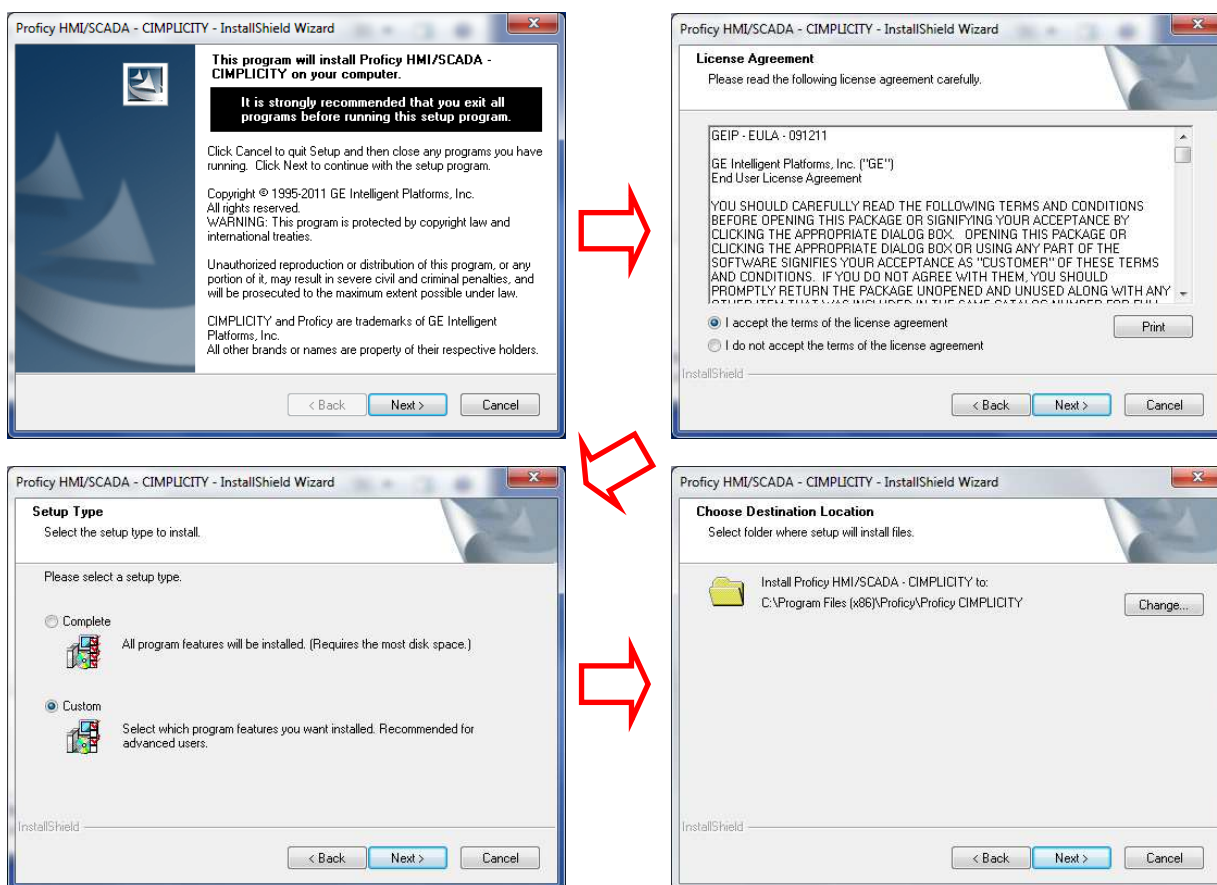 Proficy HMI/SCADA - CIMPLICITY - InstallShield Wizard
This program will install Proficy HMI/SCADA -
CIMPLICITY on your computer.
It is strongly recommended that you exit all
programs before running this setup program.
Click Cancel to quit Setup and then close any programs you have
running. Click Next to continue with the setup program.
Copyright © 1995-2011 GE Intelligent Platforms, Inc.
All rights reserved.
WARNING: This program is protected by copyright law and
international treaties.
Unauthorized reproduction or distribution of this program, or any
portion of it, may result in severe civil and criminal penalties, and
will be prosecuted to the maximum extent possible under law.
CIMPLICITY and Proficy are trademarks of GE Intelligent
Platforms, Inc.
All other brands or names are property of their respective holders.
< Back Next > Cancel
Proficy HMI/SCADA - CIMPLICITY - InstallShield Wizard
License Agreement
Please read the following license agreement carefully.
GEIP - EULA - 091211
GE Intelligent Platforms, Inc. ("GE")
End User License Agreement
YOU SHOULD CAREFULLY READ THE FOLLOWING TERMS AND CONDITIONS
BEFORE OPENING THIS PACKAGE OR SIGNIFYING YOUR ACCEPTANCE BY
CLICKING THE APPROPRIATE DIALOG BOX. OPENING THIS PACKAGE OR
CLICKING THE APPROPRIATE DIALOG BOX OR USING ANY PART OF THE
SOFTWARE SIGNIFIES YOUR ACCEPTANCE AS "CUSTOMER" OF THESE TERMS
AND CONDITIONS. IF YOU DO NOT AGREE WITH THEM, YOU SHOULD
PROMPTLY RETURN THE PACKAGE UNOPENED AND UNUSED ALONG WITH ANY
OTHER ITEM THAT WAS INCLUDED IN THE SAME CATALOG NUMBER FOR FULL
I accept the terms of the license agreement
Print
I do not accept the terms of the license agreement
InstallShield
< Back Next > Cancel
Proficy HMI/SCADA - CIMPLICITY - InstallShield Wizard
Setup Type
Select the setup type to install.
Please select a setup type.
Complete
All program features will be installed. (Requires the most disk space.)
Custom
Select which program features you want installed. Recommended for
advanced users.
InstallShield
< Back Next > Cancel
Proficy HMI/SCADA - CIMPLICITY - InstallShield Wizard
Choose Destination Location
Select folder where setup will install files.
Install Proficy HMI/SCADA - CIMPLICITY to:
C:\Program Files (x86)\Proficy\Proficy CIMPLICITY
Change...
InstallShield
< Back Next > Cancel